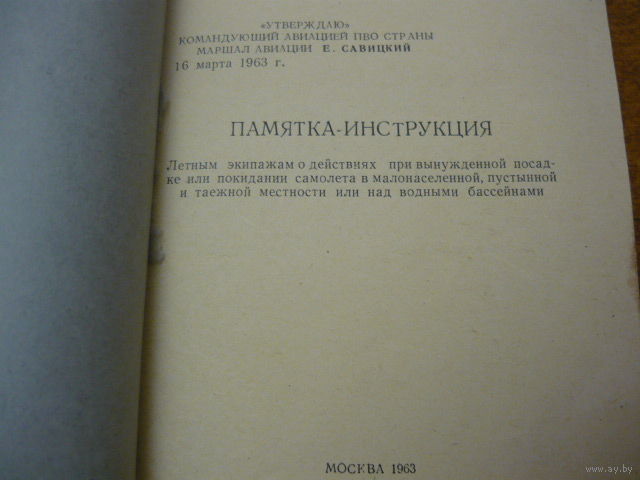 «УТВЕРЖДАЮ»
КОМАНДУЮЩИЙ АВИАЦИЕЙ ПВО СТРАНЫ
МАРШАЛ АВИАЦИИ Е. САВИЦКИЙ
16 марта 1963 г.
ПАМЯТКА-ИНСТРУКЦИЯ
Летным экипажам о действиях при вынужденной посад-
ке или покидании самолета в малонаселенной, пустынной
и таежной местности или над водными бассейнами
МОСКВА 1963
www.ay.by